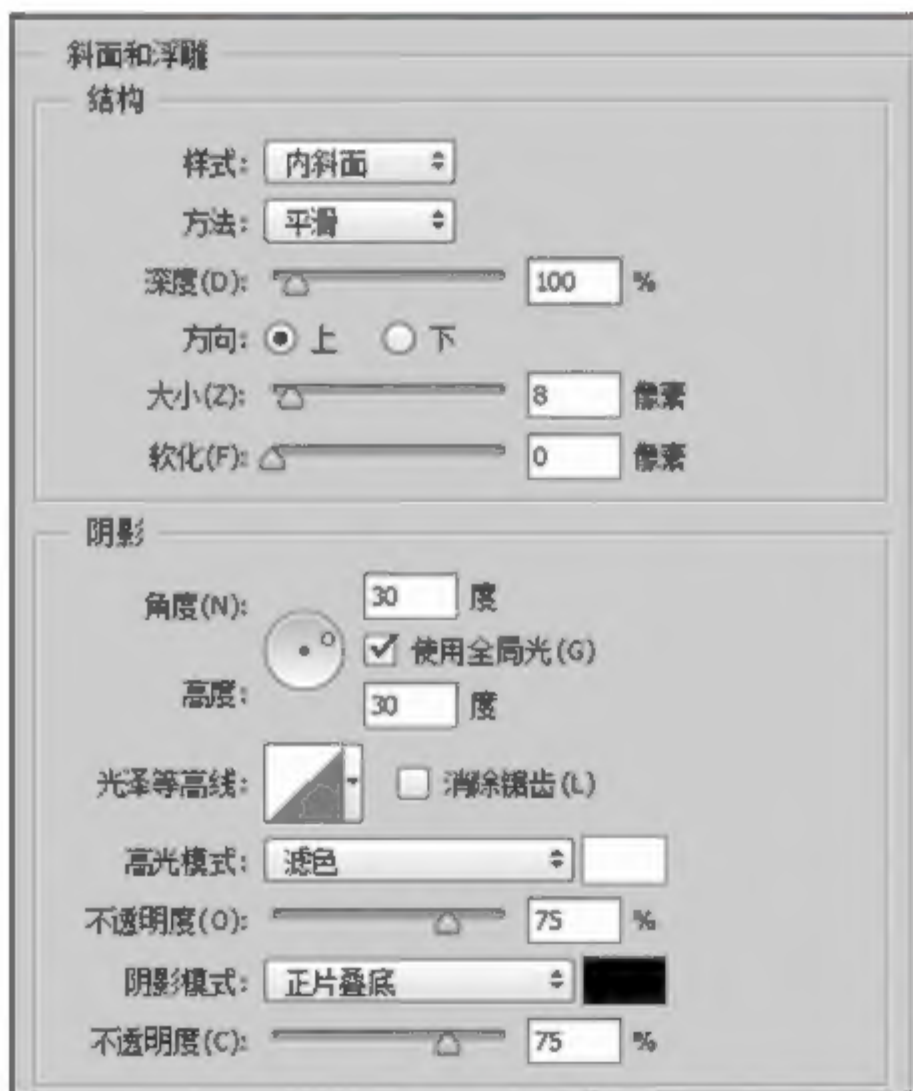 斜面和浮雕
结构
样式: 内斜面
方法: 平滑
深度(D): 100 %
方向: 上 下
大小(Z): 8 像素
软化(F): 0 像素
阴影
角度(N): 30 度
使用全局光(G)
高度: 30 度
光泽等高线: 消除锯齿(L)
高光模式: 滤色
不透明度(O): 75 %
阴影模式: 正片叠底
不透明度(C): 75 %